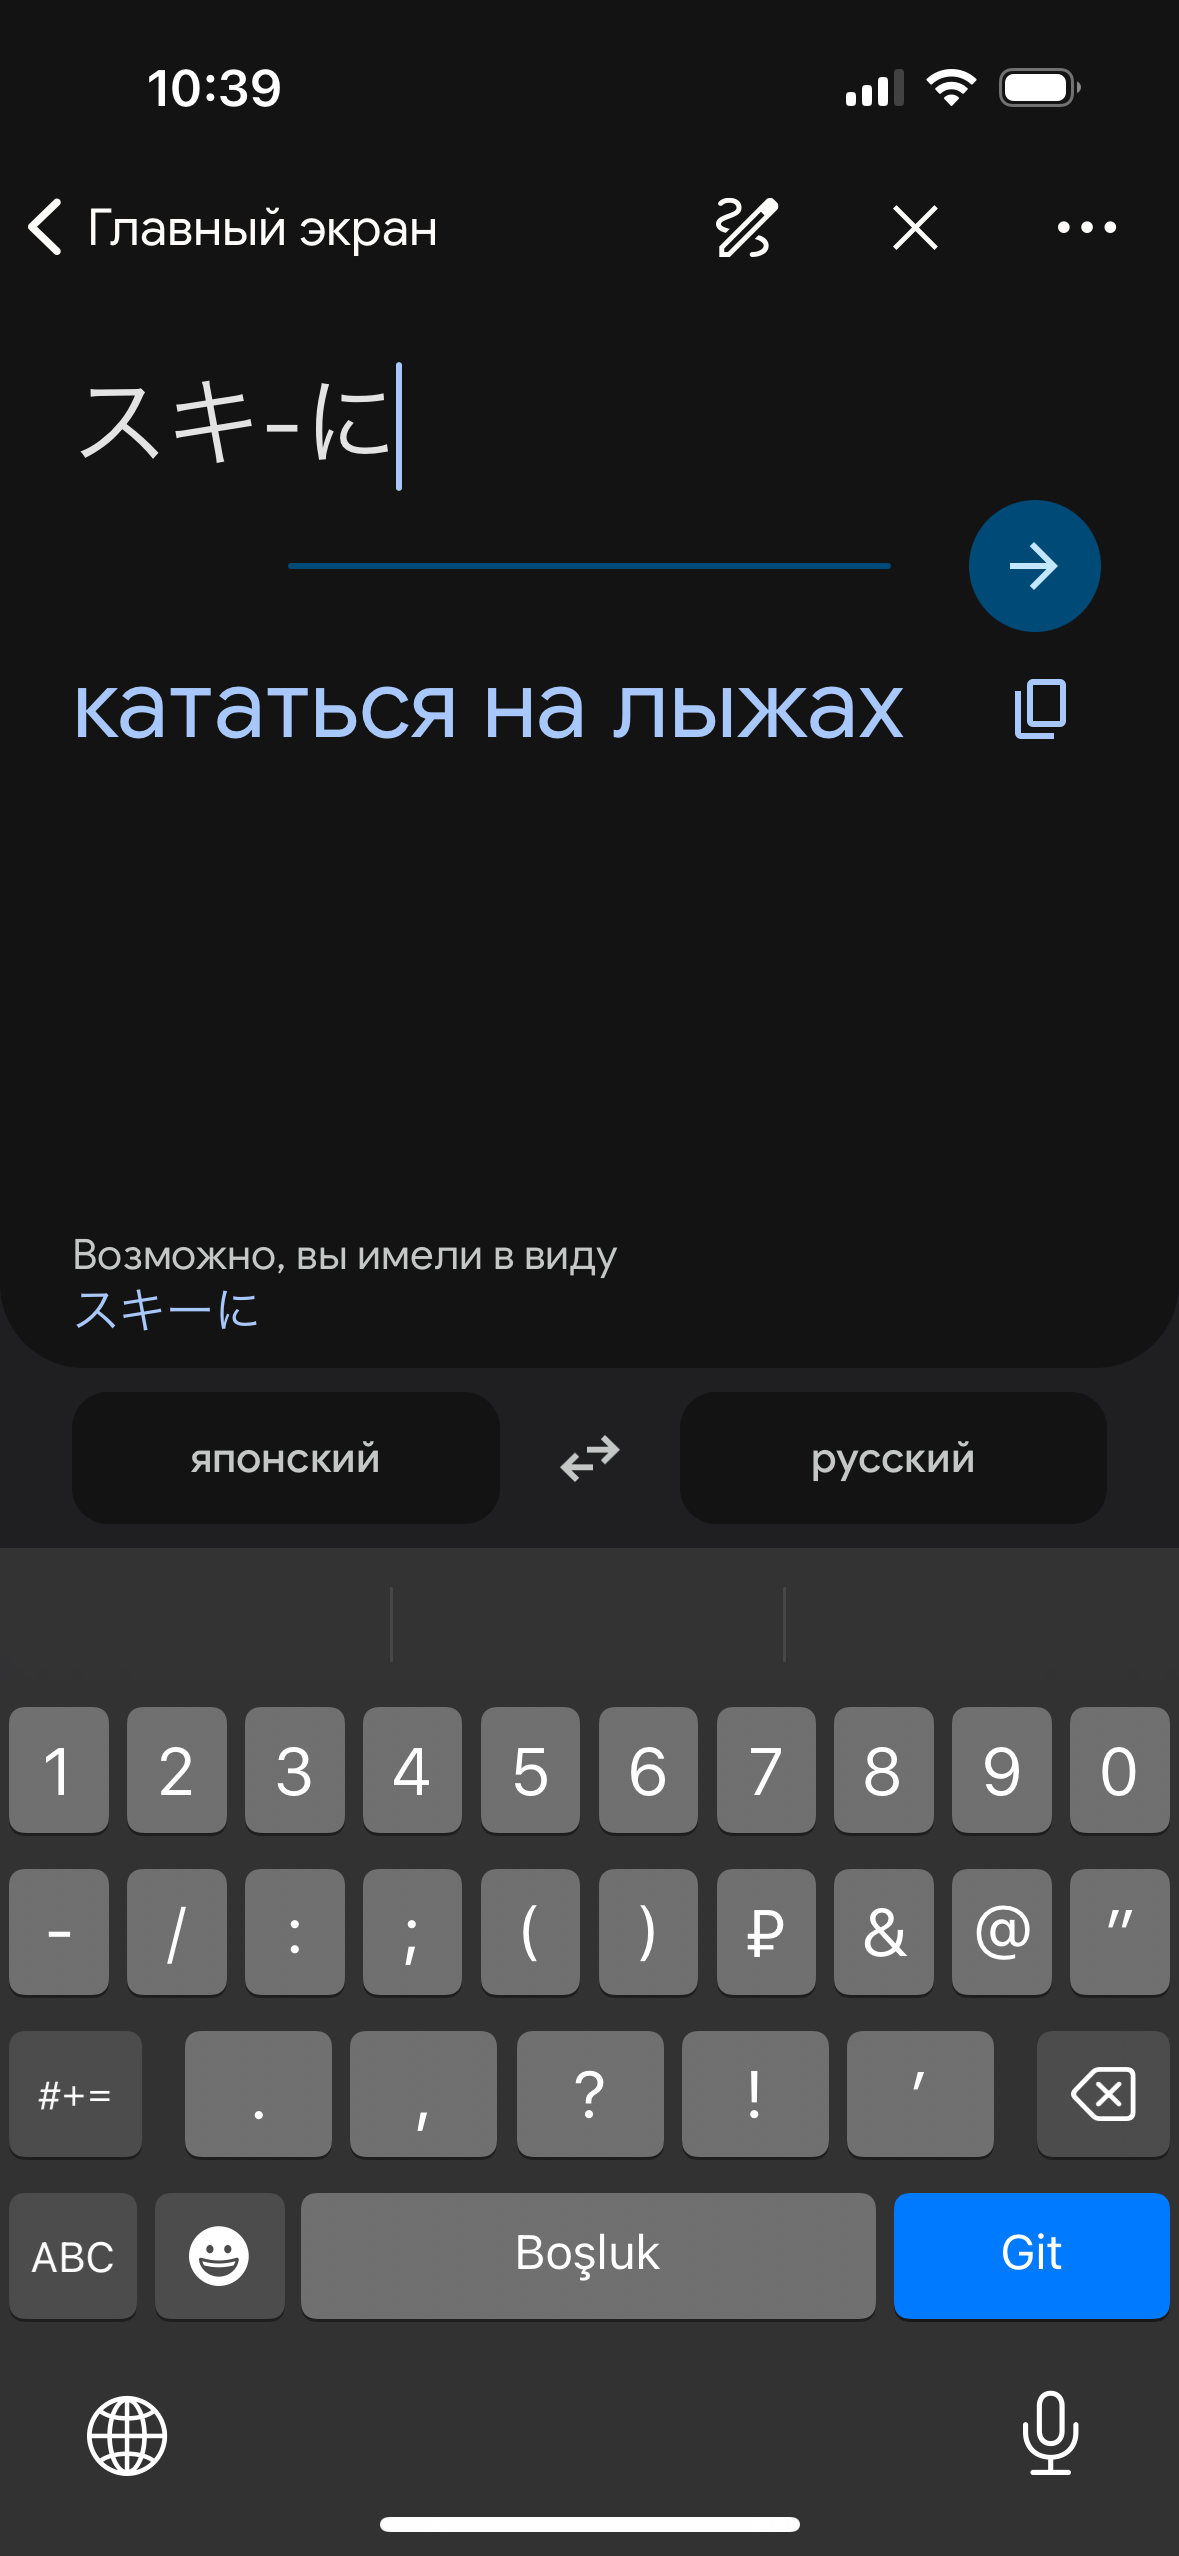 10:39
Главный экран
スキ-に
кататься на лыжах
Возможно, вы имели в виду
スキーに
японский
русский
1 2 3 4 5 6 7 8 9 0
- / : ; ( ) ₽ & @ "
#+= . , ? ! '
ABC Boşluk Git